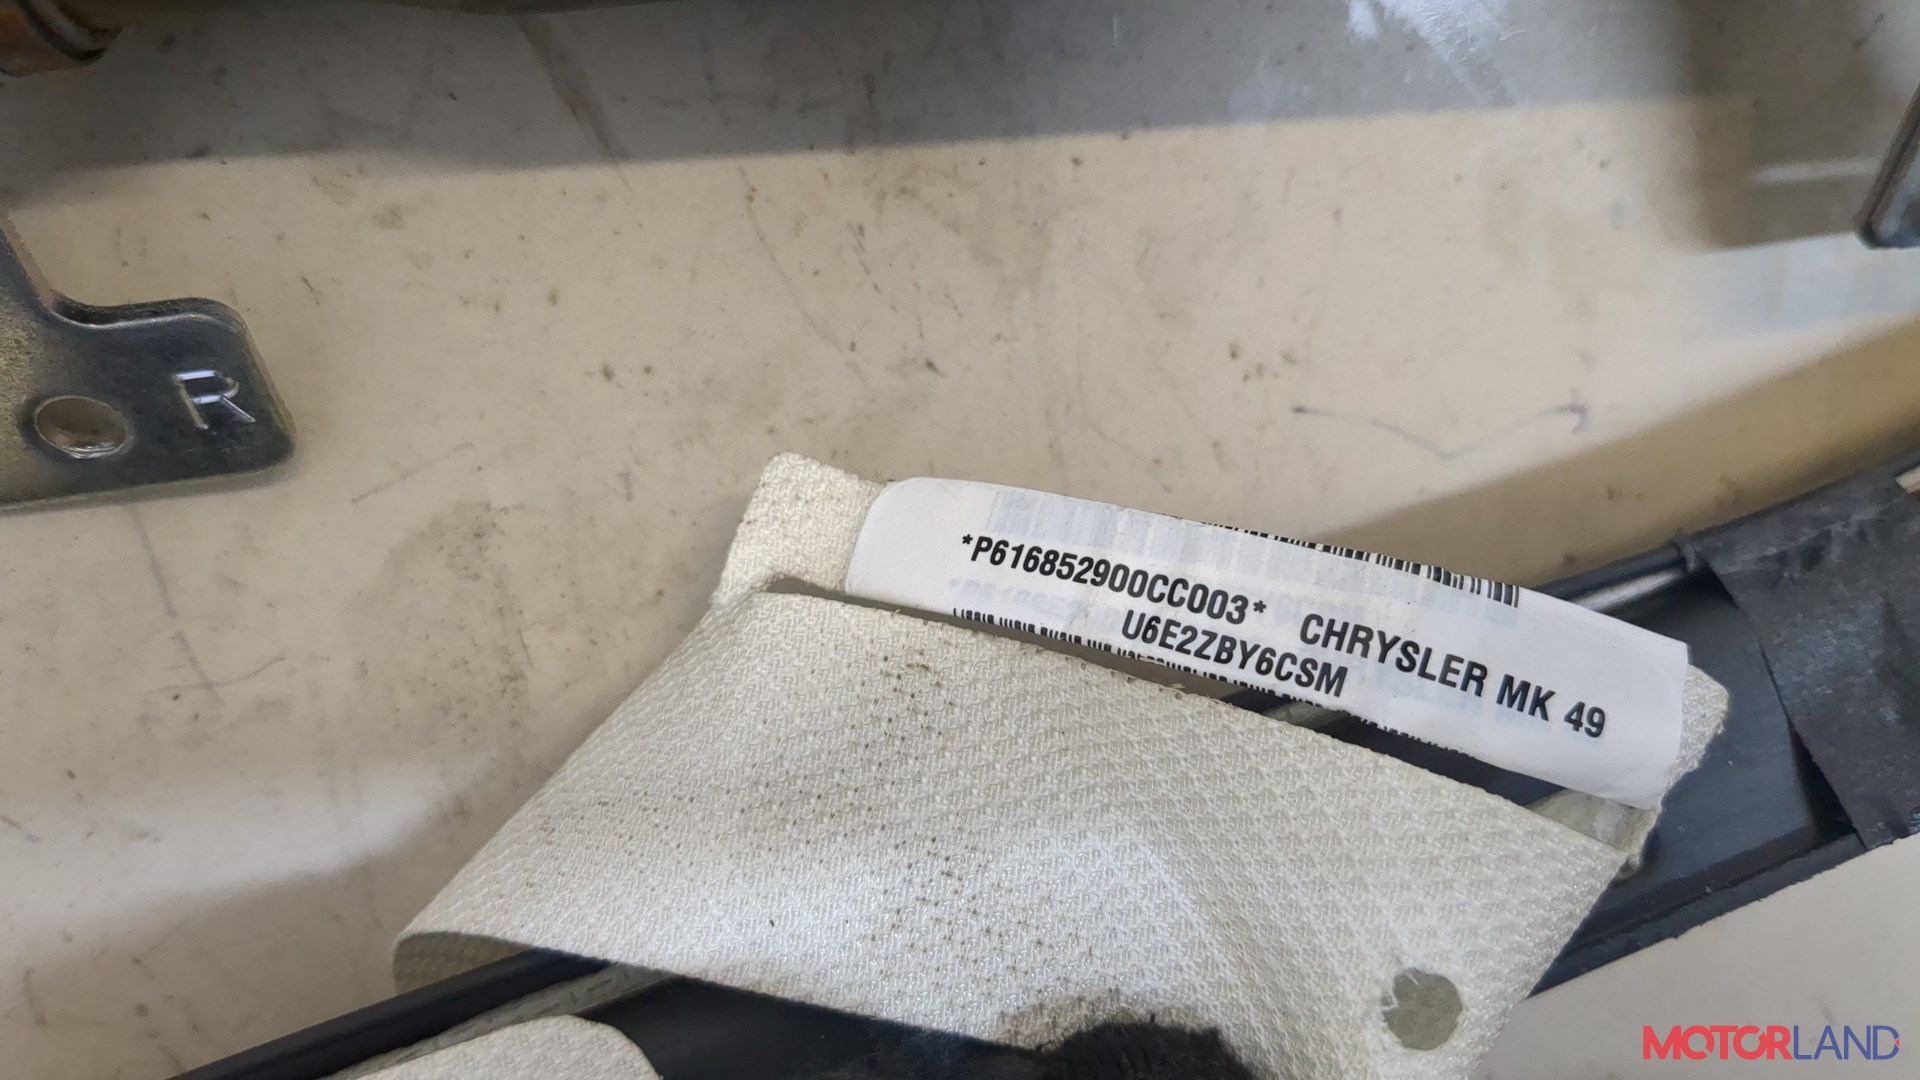 R
*P616852900CC003* CHRYSLER MK 49
U6E2ZBY6CSM
MOTORLAND